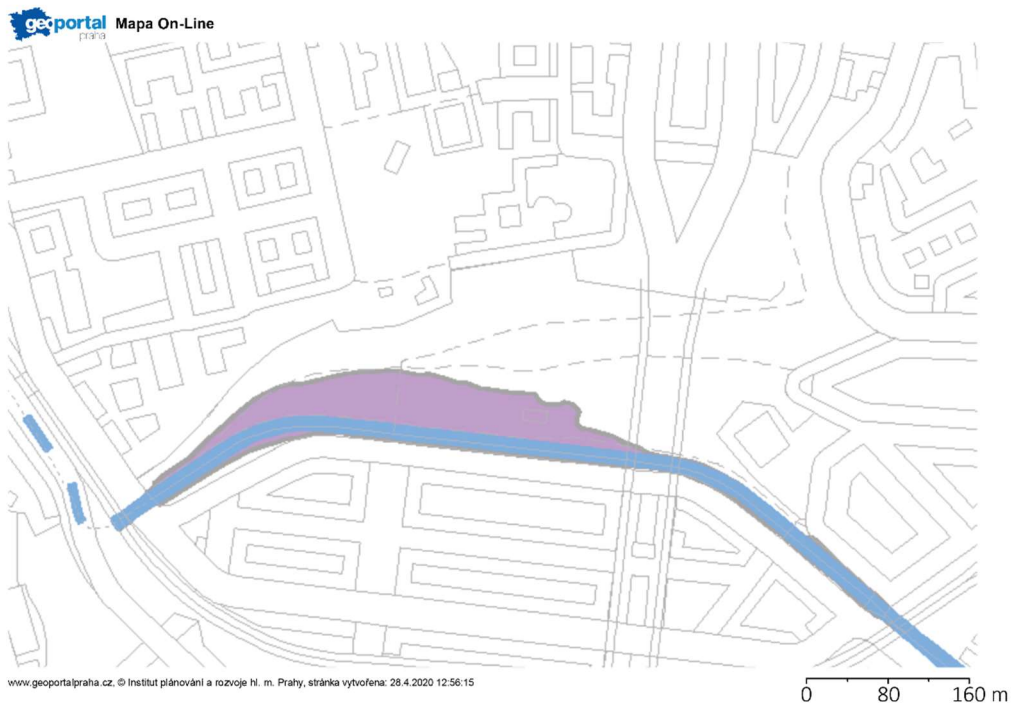 geoportal
praha
Mapa On-Line
www.geoportalpraha.cz, © Institut plánování a rozvoje hl. m. Prahy, stránka vytvořena: 28.4.2020 12:56:15
0 80 160 m